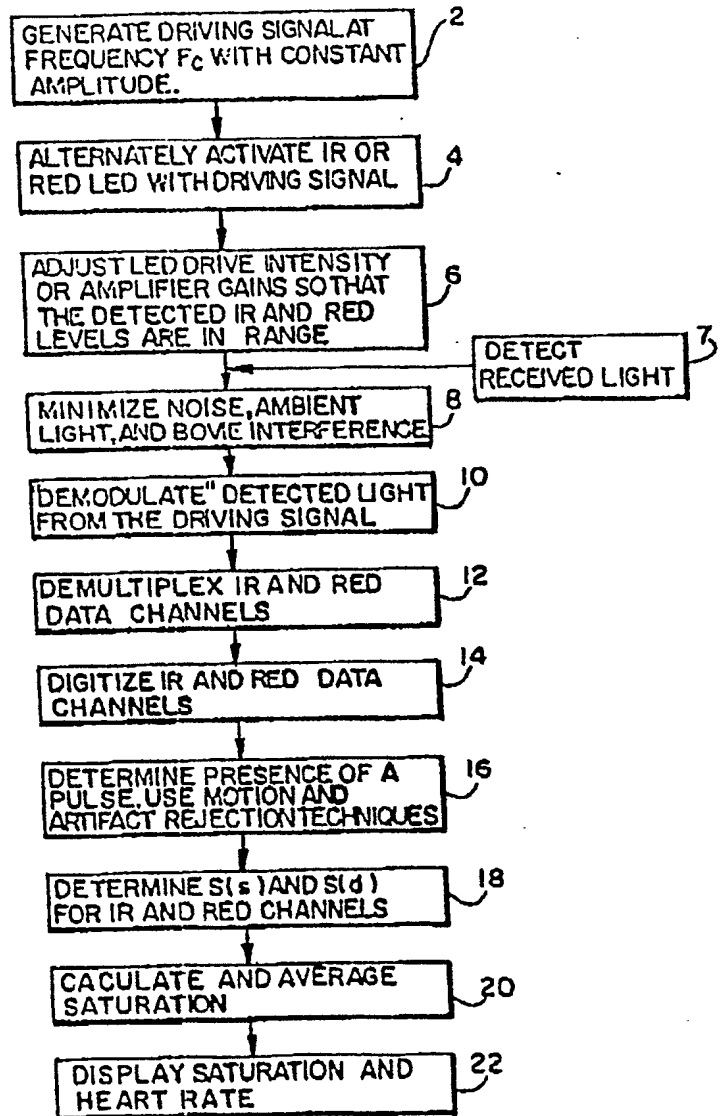 GENERATE DRIVING SIGNAL AT
FREQUENCY FC WITH CONSTANT
AMPLITUDE.
2
ALTERNATELY ACTIVATE IR OR
RED LED WITH DRIVING SIGNAL
4
ADJUST LED DRIVE INTENSITY
OR AMPLIFIER GAINS SO THAT
THE DETECTED IR AND RED
LEVELS ARE IN RANGE
6
DETECT
RECEIVED LIGHT
7
MINIMIZE NOISE, AMBIENT
LIGHT, AND BOVIE INTERFERENCE
8
"DEMODULATE" DETECTED LIGHT
FROM THE DRIVING SIGNAL
10
DEMULTIPLEX IR AND RED
DATA CHANNELS
12
DIGITIZE IR AND RED DATA
CHANNELS
14
DETERMINE PRESENCE OF A
PULSE, USE MOTION AND
ARTIFACT REJECTION TECHNIQUES
16
DETERMINE S(s) AND S(d)
FOR IR AND RED CHANNELS
18
CACULATE AND AVERAGE
SATURATION
20
DISPLAY SATURATION AND
HEART RATE
22